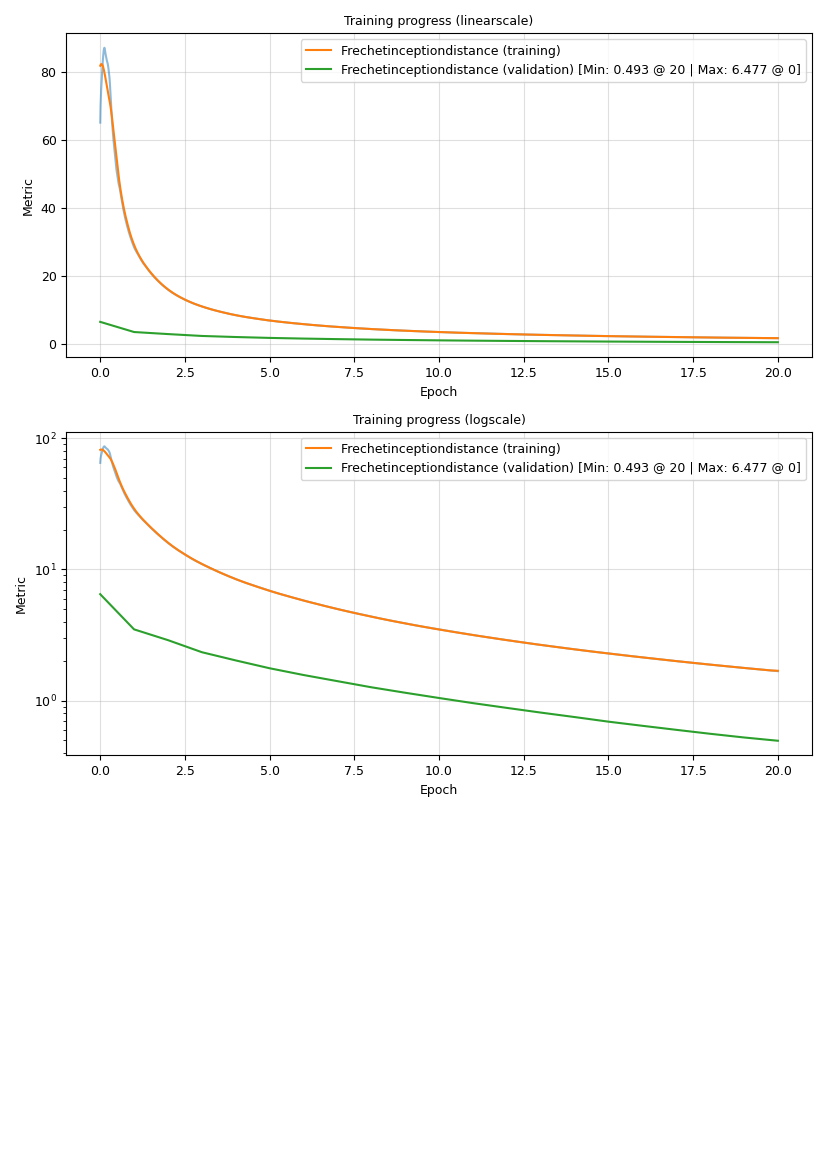 Training progress (linearscale)
Frechetinceptiondistance (training)
Frechetinceptiondistance (validation) [Min: 0.493 @ 20 | Max: 6.477 @ 0]
80
60
40
20
0
Metric
0.0 2.5 5.0 7.5 10.0 12.5 15.0 17.5 20.0
Epoch
Training progress (logscale)
Frechetinceptiondistance (training)
Frechetinceptiondistance (validation) [Min: 0.493 @ 20 | Max: 6.477 @ 0]
10²
10¹
10⁰
Metric
0.0 2.5 5.0 7.5 10.0 12.5 15.0 17.5 20.0
Epoch